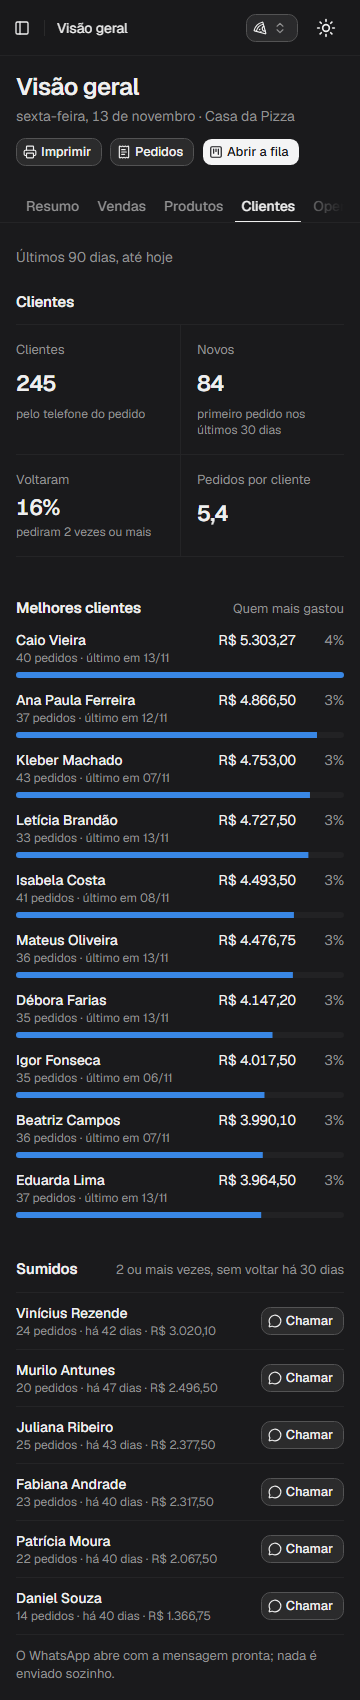 Visão geral
Visão geral
sexta-feira, 13 de novembro · Casa da Pizza
Imprimir
Pedidos
Abrir a fila
Resumo
Vendas
Produtos
Clientes
Ope
Últimos 90 dias, até hoje
Clientes
Clientes
245
pelo telefone do pedido
Novos
84
primeiro pedido nos
últimos 30 dias
Voltaram
16%
pediram 2 vezes ou mais
Pedidos por cliente
5,4
Melhores clientes
Quem mais gastou
Caio Vieira R$ 5.303,27 4%
40 pedidos · último em 13/11
Ana Paula Ferreira R$ 4.866,50 3%
37 pedidos · último em 12/11
Kleber Machado R$ 4.753,00 3%
43 pedidos · último em 07/11
Letícia Brandão R$ 4.727,50 3%
33 pedidos · último em 13/11
Isabela Costa R$ 4.493,50 3%
41 pedidos · último em 08/11
Mateus Oliveira R$ 4.476,75 3%
36 pedidos · último em 13/11
Débora Farias R$ 4.147,20 3%
35 pedidos · último em 13/11
Igor Fonseca R$ 4.017,50 3%
35 pedidos · último em 06/11
Beatriz Campos R$ 3.990,10 3%
36 pedidos · último em 07/11
Eduarda Lima R$ 3.964,50 3%
37 pedidos · último em 13/11
Sumidos
2 ou mais vezes, sem voltar há 30 dias
Vinícius Rezende
24 pedidos · há 42 dias · R$ 3.020,10
Chamar
Murilo Antunes
20 pedidos · há 47 dias · R$ 2.496,50
Chamar
Juliana Ribeiro
25 pedidos · há 43 dias · R$ 2.377,50
Chamar
Fabiana Andrade
23 pedidos · há 40 dias · R$ 2.317,50
Chamar
Patrícia Moura
22 pedidos · há 40 dias · R$ 2.067,50
Chamar
Daniel Souza
14 pedidos · há 40 dias · R$ 1.366,75
Chamar
O WhatsApp abre com a mensagem pronta; nada é
enviado sozinho.